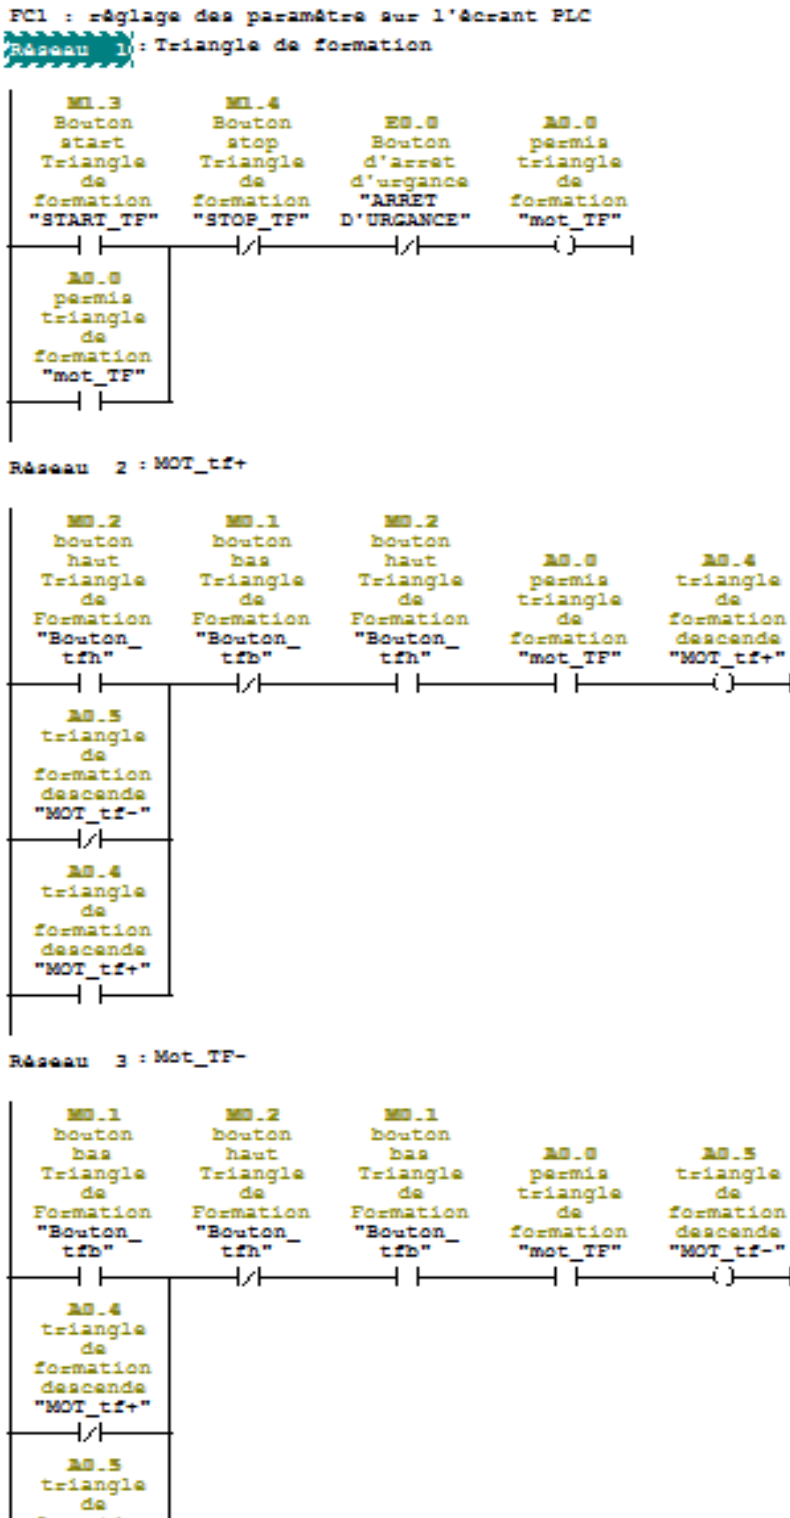 FC1 : réglage des paramètre sur l'écrant PLC
Réseau 1 : Triangle de formation
M1.3
Bouton
start
Triangle
de
formation
"START_TF"
M1.4
Bouton
stop
Triangle
de
formation
"STOP_TF"
E0.0
Bouton
d'arret
d'urgance
"ARRET
D'URGANCE"
A0.0
permis
triangle
de
formation
"mot_TF"
A0.0
permis
triangle
de
formation
"mot_TF"
Réseau 2 : MOT_tf+
M0.2
bouton
haut
Triangle
de
Formation
"Bouton_
tfh"
M0.1
bouton
bas
Triangle
de
Formation
"Bouton_
tfb"
M0.2
bouton
haut
Triangle
de
Formation
"Bouton_
tfh"
A0.0
permis
triangle
de
formation
"mot_TF"
A0.4
triangle
de
formation
descende
"MOT_tf+"
A0.5
triangle
de
formation
descende
"MOT_tf-"
A0.4
triangle
de
formation
descende
"MOT_tf+"
Réseau 3 : Mot_TF-
M0.1
bouton
bas
Triangle
de
Formation
"Bouton_
tfb"
M0.2
bouton
haut
Triangle
de
Formation
"Bouton_
tfh"
M0.1
bouton
bas
Triangle
de
Formation
"Bouton_
tfb"
A0.0
permis
triangle
de
formation
"mot_TF"
A0.5
triangle
de
formation
descende
"MOT_tf-"
A0.4
triangle
de
formation
descende
"MOT_tf+"
A0.5
triangle
de